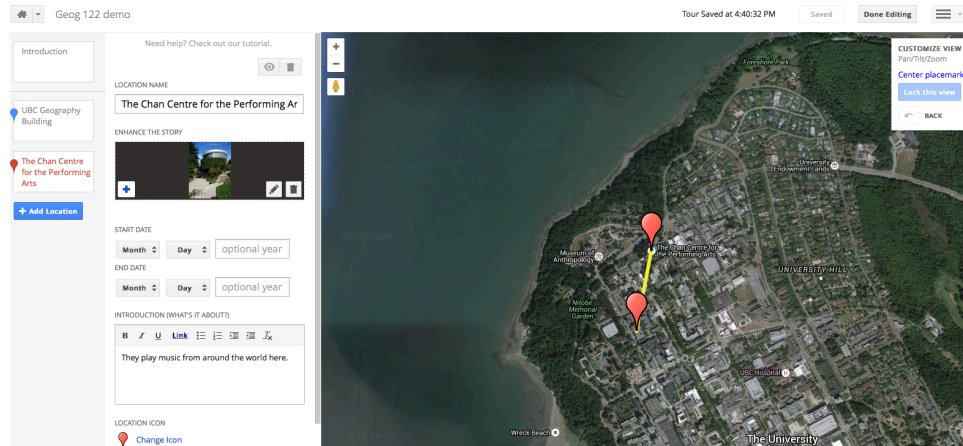 Geog 122 demo
Tour Saved at 4:40:32 PM
Saved
Done Editing
Introduction
UBC Geography
Building
The Chan Centre
for the Performing
Arts
+ Add Location
Need help? Check out our tutorial.
LOCATION NAME
The Chan Centre for the Performing Ar
ENHANCE THE STORY
START DATE
Month
Day
optional year
END DATE
Month
Day
optional year
INTRODUCTION (WHAT'S IT ABOUT?)
B I U Link
They play music from around the world here.
LOCATION ICON
Change Icon
+
-
Foreshore Park
University
Endowment Lands
The Chan Centre for
the Performing Arts
Museum of
Anthropology
UNIVERSITY HILL
Nitobe
Memorial
Garden
UBC Hospital
H
Wreck Beach
The University
CUSTOMIZE VIEW
Pan/Tilt/Zoom
Center placemark
Lock this view
BACK